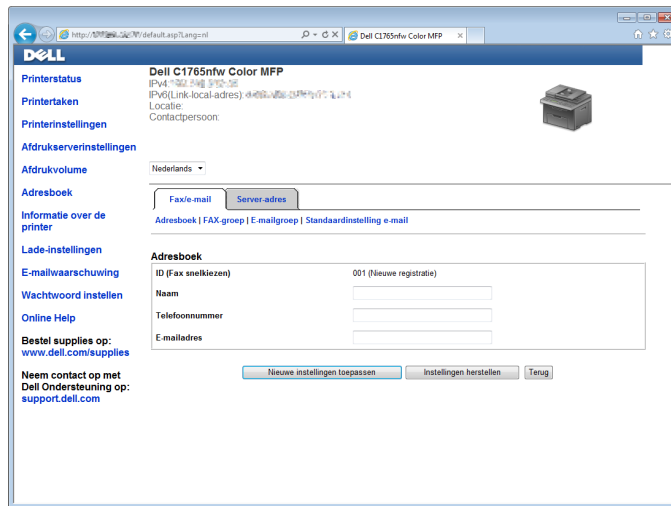 http:// /default.asp?Lang=nl
Dell C1765nfw Color MFP
DELL
Dell C1765nfw Color MFP
IPv4:
IPv6(Link-local-adres):
Locatie:
Contactpersoon:
Printerstatus
Printertaken
Printerinstellingen
Afdrukserverinstellingen
Afdrukvolume
Adresboek
Informatie over de
printer
Lade-instellingen
E-mailwaarschuwing
Wachtwoord instellen
Online Help
Bestel supplies op:
www.dell.com/supplies
Neem contact op met
Dell Ondersteuning op:
support.dell.com
Nederlands
Fax/e-mail Server-adres
Adresboek | FAX-groep | E-mailgroep | Standaardinstelling e-mail
Adresboek
ID (Fax snelkiezen) 001 (Nieuwe registratie)
Naam
Telefoonnummer
E-mailadres
Nieuwe instellingen toepassen Instellingen herstellen Terug